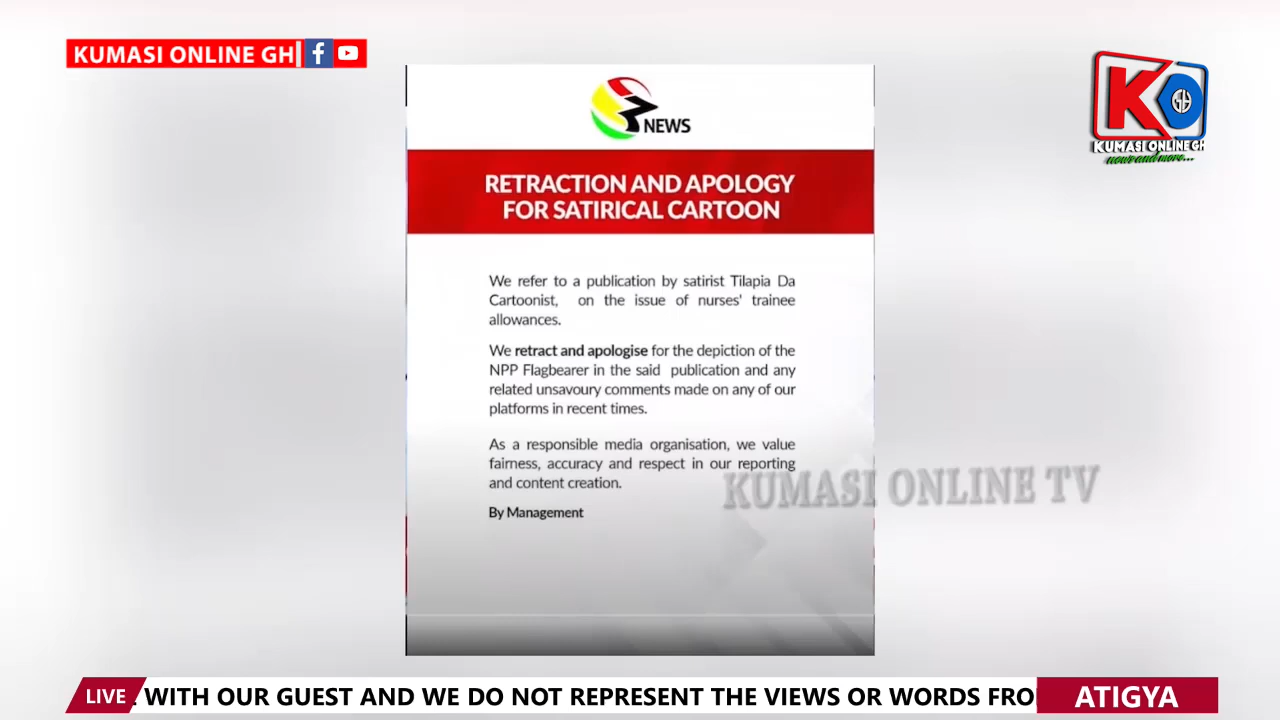 KUMASI ONLINE GH
KUMASI ONLINE GH
news and more...
NEWS
RETRACTION AND APOLOGY
FOR SATIRICAL CARTOON
We refer to a publication by satirist Tilapia Da
Cartoonist, on the issue of nurses' trainee
allowances.
We retract and apologise for the depiction of the
NPP Flagbearer in the said publication and any
related unsavoury comments made on any of our
platforms in recent times.
As a responsible media organisation, we value
fairness, accuracy and respect in our reporting
and content creation.
By Management
KUMASI ONLINE TV
LIVE
WITH OUR GUEST AND WE DO NOT REPRESENT THE VIEWS OR WORDS
ATIGYA